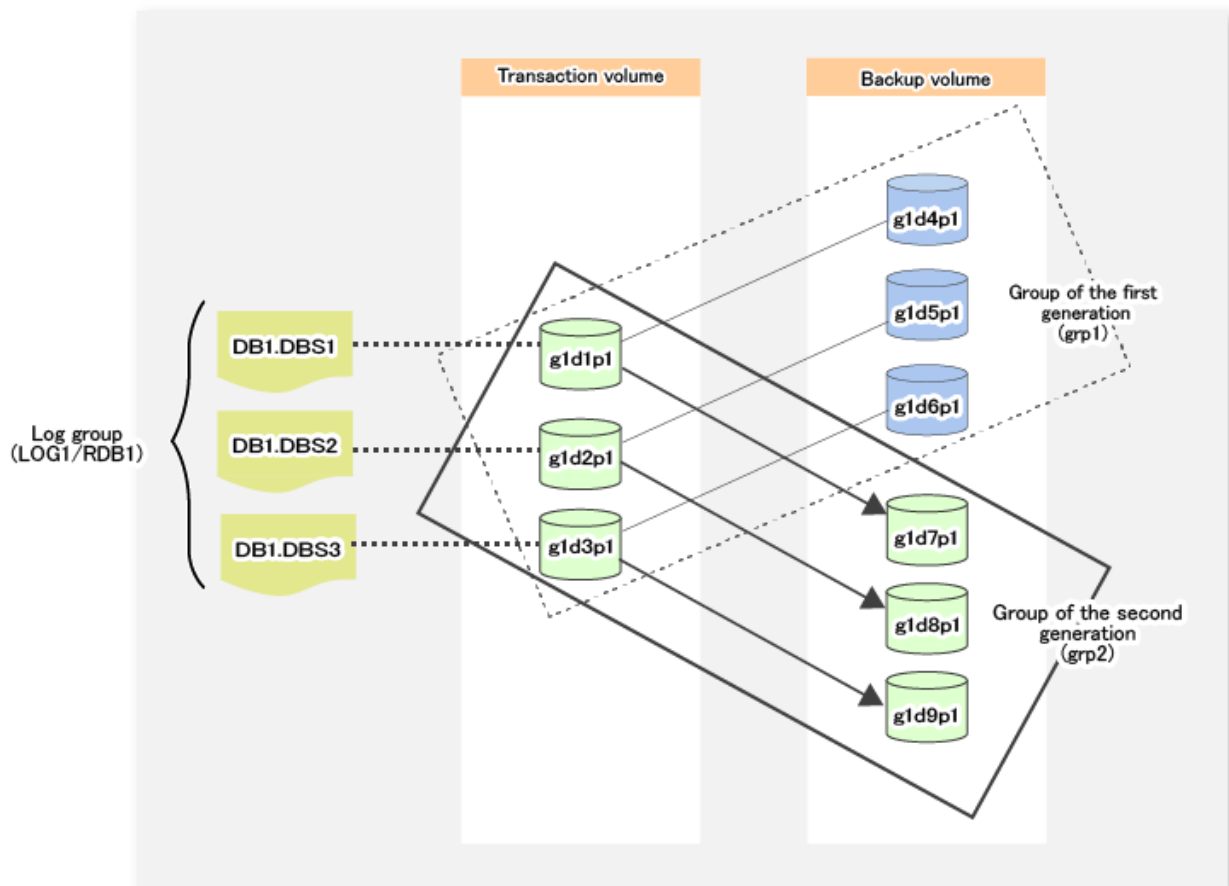 Transaction volume
Backup volume
g1d4p1
g1d5p1
Group of the first
generation
(grp1)
g1d6p1
Log group
(LOG1/RDB1)
DB1.DBS1
g1d1p1
DB1.DBS2
g1d2p1
DB1.DBS3
g1d3p1
g1d7p1
Group of the second
generation
(grp2)
g1d8p1
g1d9p1